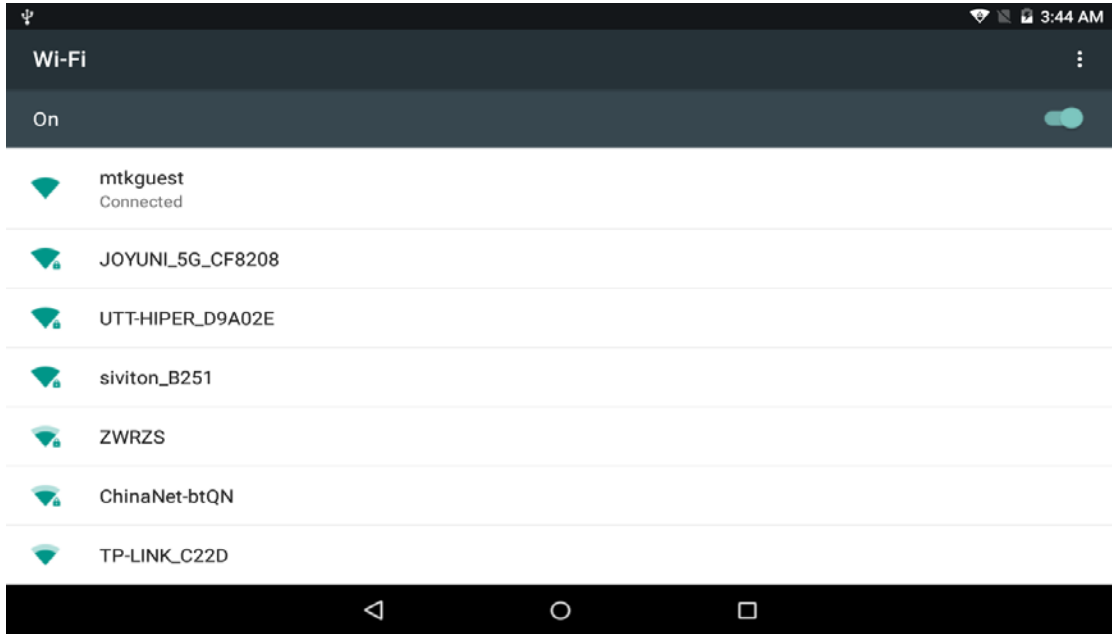 3:44 AM
Wi-Fi
On
mtkguest
Connected
JOYUNI_5G_CF8208
UTT-HIPER_D9A02E
siviton_B251
ZWRZS
ChinaNet-btQN
TP-LINK_C22D